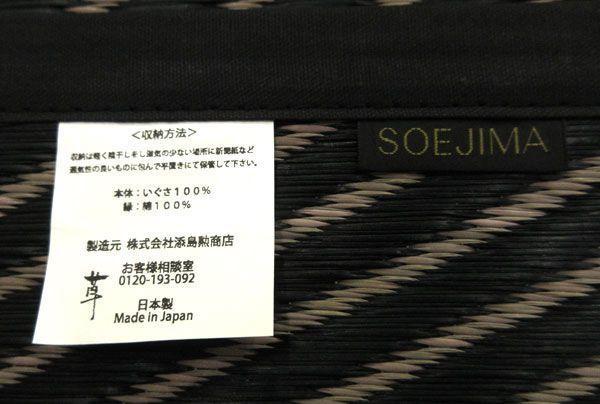 SOEJIMA
<収納方法>
収納は軽く陰干しをし湿気の少ない場所に新聞紙など
通気性の良いものに包んで平置きにて保管して下さい。
本体：いぐさ100％
縁：綿100％
製造元 株式会社添島勲商店
お客様相談室
0120-193-092
草
日本製
Made in Japan